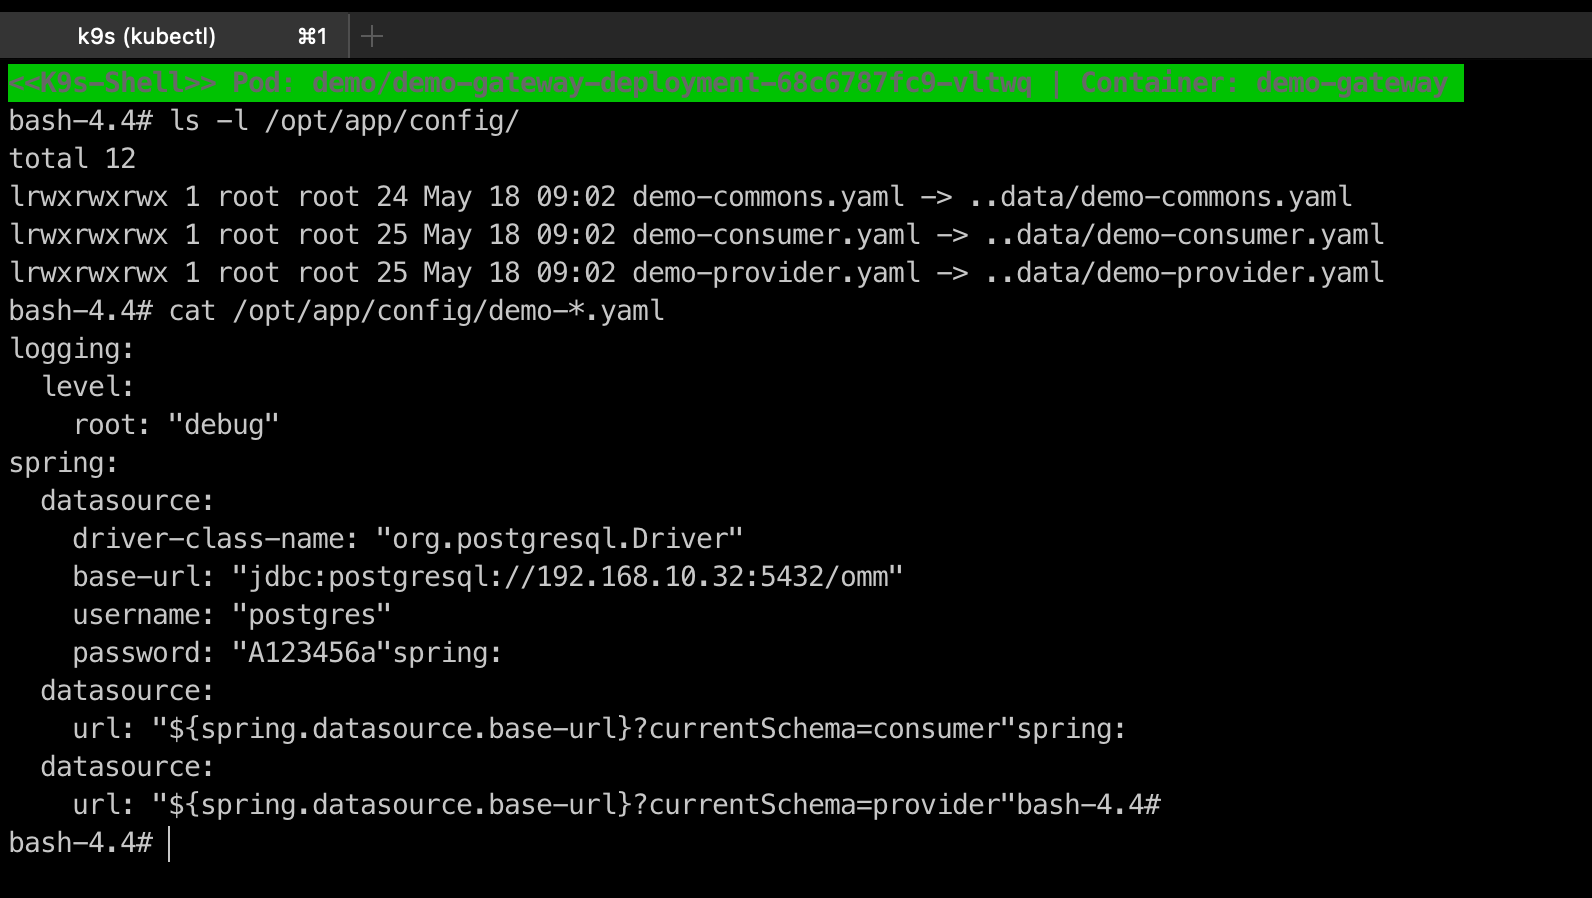 k9s (kubectl) ⌘1 +
<<K9s-Shell>> Pod: demo/demo-gateway-deployment-68c6787fc9-vltwq | Container: demo-gateway
bash-4.4# ls -l /opt/app/config/
total 12
lrwxrwxrwx 1 root root 24 May 18 09:02 demo-commons.yaml -> ..data/demo-commons.yaml
lrwxrwxrwx 1 root root 25 May 18 09:02 demo-consumer.yaml -> ..data/demo-consumer.yaml
lrwxrwxrwx 1 root root 25 May 18 09:02 demo-provider.yaml -> ..data/demo-provider.yaml
bash-4.4# cat /opt/app/config/demo-*.yaml
logging:
  level:
    root: "debug"
spring:
  datasource:
    driver-class-name: "org.postgresql.Driver"
    base-url: "jdbc:postgresql://192.168.10.32:5432/omm"
    username: "postgres"
    password: "A123456a"spring:
  datasource:
    url: "${spring.datasource.base-url}?currentSchema=consumer"spring:
  datasource:
    url: "${spring.datasource.base-url}?currentSchema=provider"bash-4.4#
bash-4.4#